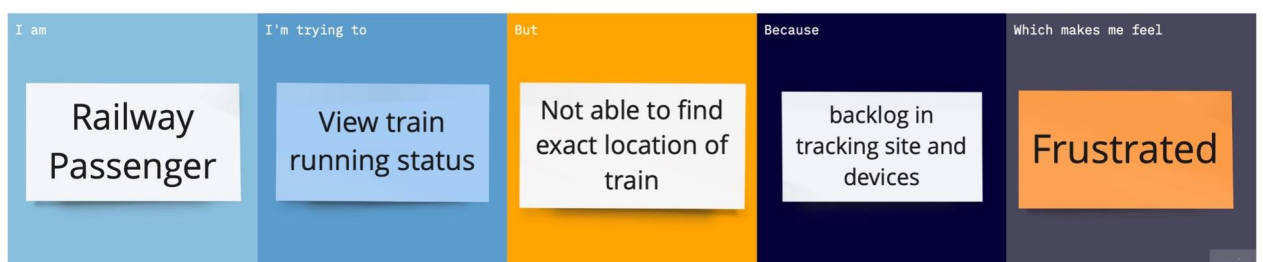 I am
Railway
Passenger
I'm trying to
View train
running status
But
Not able to find
exact location of
train
Because
backlog in
tracking site and
devices
Which makes me feel
Frustrated